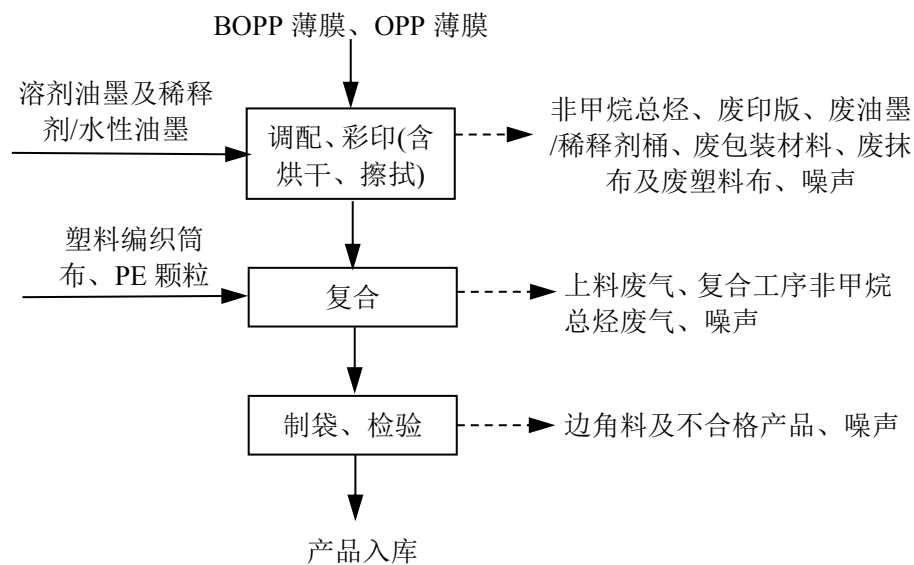 BOPP 薄膜、OPP 薄膜
溶剂油墨及稀释
剂/水性油墨
调配、彩印(含
烘干、擦拭)
非甲烷总烃、废印版、废油墨
/稀释剂桶、废包装材料、废抹
布及废塑料布、噪声
塑料编织筒
布、PE 颗粒
复合
上料废气、复合工序非甲烷
总烃废气、噪声
制袋、检验
边角料及不合格产品、噪声
产品入库